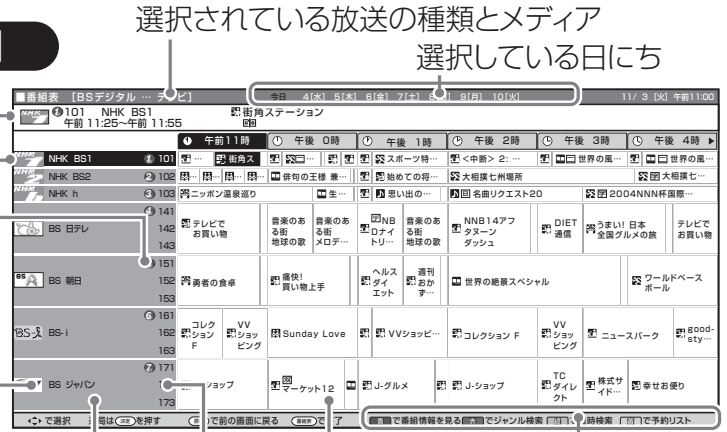 選択されている放送の種類とメディア
選択している日にち
■番組表 [BSデジタル … テレビ] 今日 4[水] 5[木] 6[金] 7[土] 8[日] 9[月] 10[火] 11/ 3 [火] 午前11:00
①101 NHK BS1 街角ステーション
午前 11:25~午前 11:55
午前11時 午後 0時 午後 1時 午後 2時 午後 3時 午後 4時
NHK BS1 ① 101 街角ス スポーツ特… <中断> 2: … 世界の風… 世界の風…
NHK BS2 ② 102 俳句の王様 兼… 始めての将… 大相撲七州場所 大相撲七…
NHK h ③ 103 ニッポン温泉巡り 生… 思い出の… 名曲リクエスト20 2004NNN杯国際…
④ 141
BS 日テレ 142
143
テレビで
お買い物
音楽のあ
る街
地球の歌
音楽のあ
る街
メロデ…
NB
Dナイ
トリ…
音楽のあ
る街
地球の歌
NNB14アフ
タヌーン
ダッシュ
DIET
通信
うまい! 日本
全国グルメの旅
テレビで
お買い物
151
BS 朝日 152
153
勇者の食卓
痛快!
買い物上手
ヘルス
ダイ
エット
週刊
おか
ず…
世界の絶景スペシャル
ワールドベース
ボール
⑥ 161
BS-i 162
163
コレク
ション
F
VV
ショッ
ピング
Sunday Love
VVショッピ…
コレクション F
VV
ショッ
ピング
ニュースパーク
good-
sty…
⑦ 171
BS ジャパン
173
ショップ
マーケット12
J-グルメ
J-ショップ
TC
ダイレ
クト
株式サ
イド…
幸せお便り
で選択 決定を押す で前の画面に戻る で終了 で番組情報を見る でジャンル検索 時検索 で予約リスト